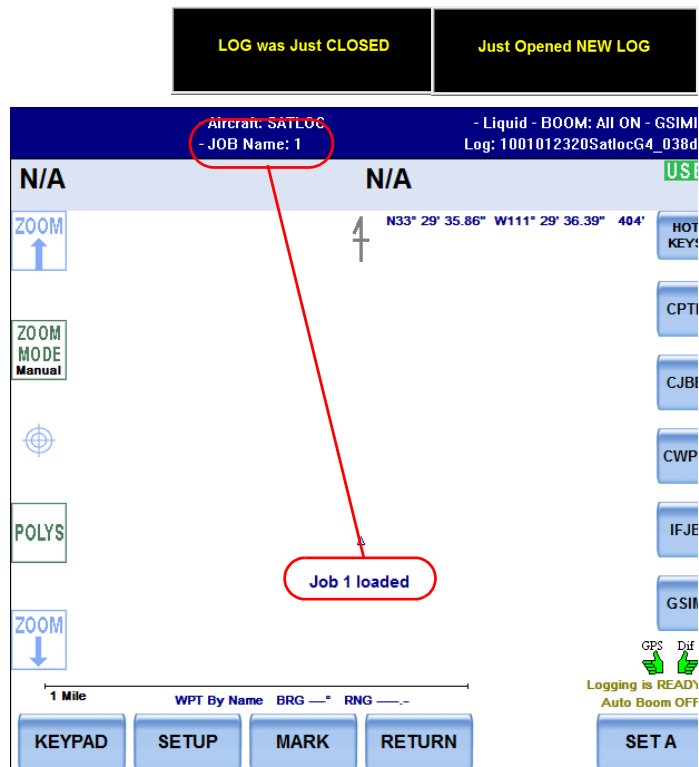 LOG was Just CLOSED
Just Opened NEW LOG
- Aircraft: SATLOC
- Liquid - BOOM: All ON - GSIMI
- JOB Name: 1
Log: 1001012320SatlocG4_038d
N/A
N/A
USE
ZOOM
N33° 29' 35.86" W111° 29' 36.39" 404'
HOT
KEYS
CPTI
ZOOM
MODE
Manual
CJBE
CWP
POLYS
IFJB
Job 1 loaded
GSIM
ZOOM
GPS Dif
1 Mile
Logging is READY
WPT By Name BRG ---° RNG ----.-
Auto Boom OFF
KEYPAD
SETUP
MARK
RETURN
SET A